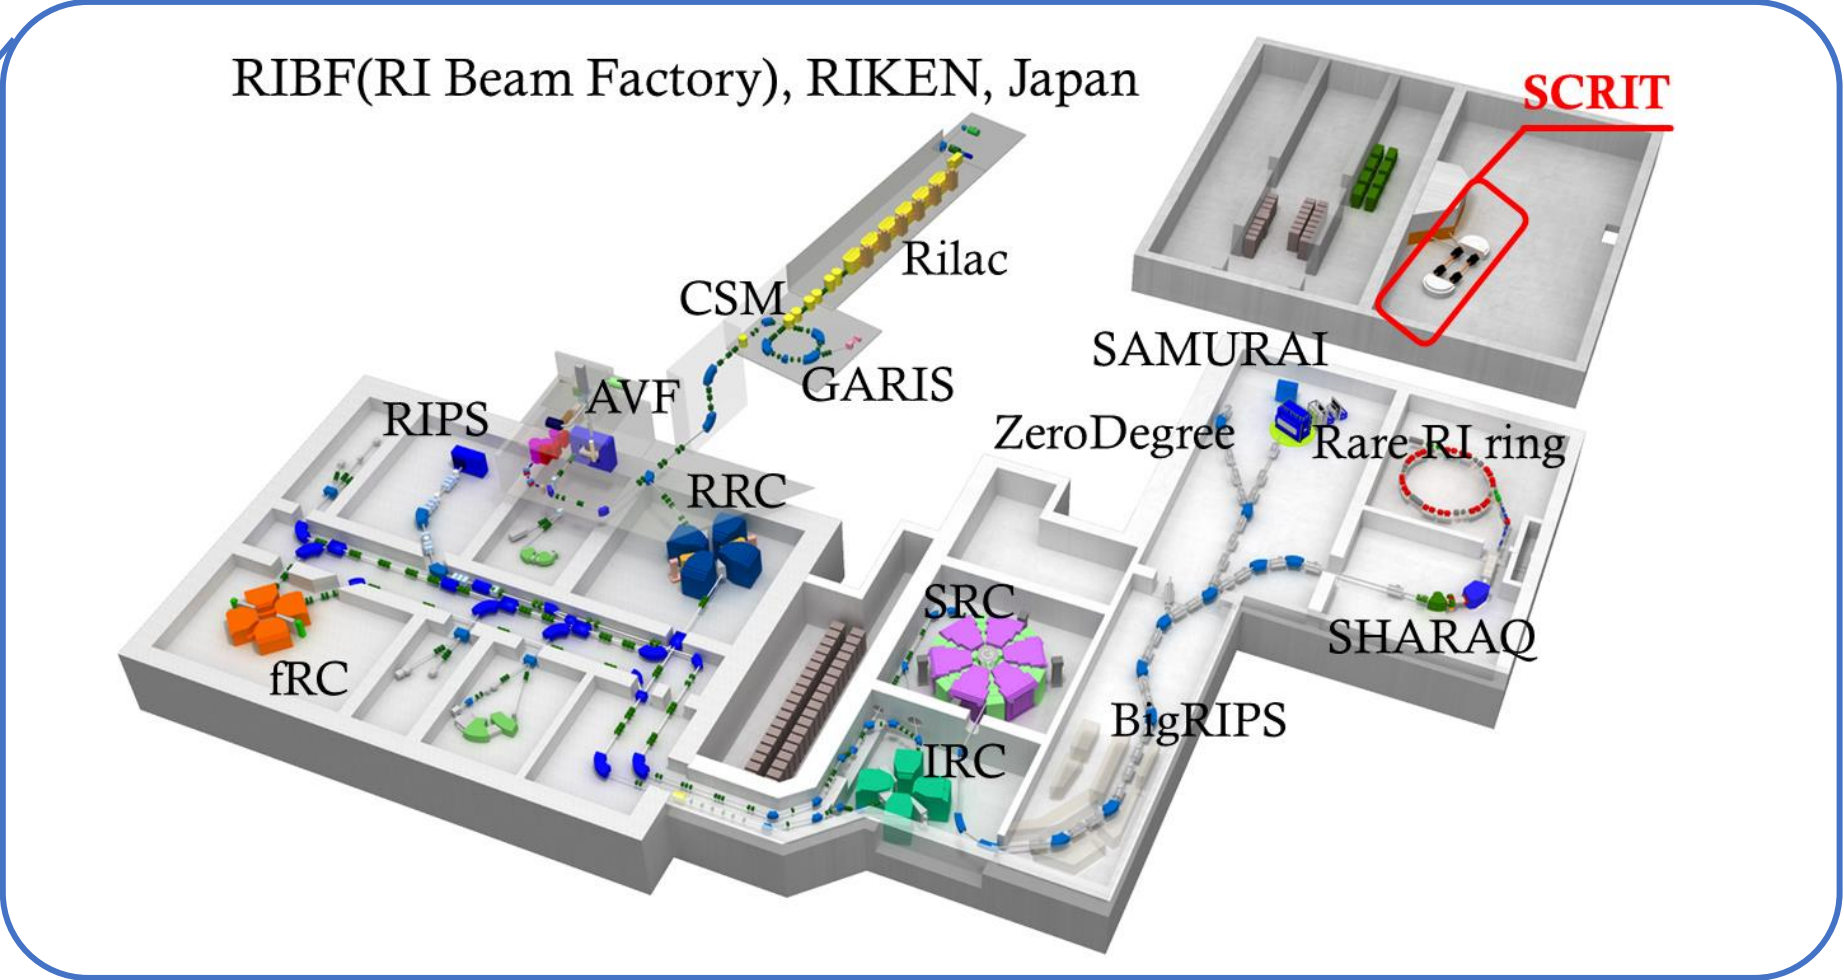 RIBF(RI Beam Factory), RIKEN, Japan
SCRIT
Rilac
CSM
GARIS
SAMURAI
AVF
RIPS
ZeroDegree
Rare RI ring
RRC
SRC
SHARAQ
fRC
BigRIPS
IRC